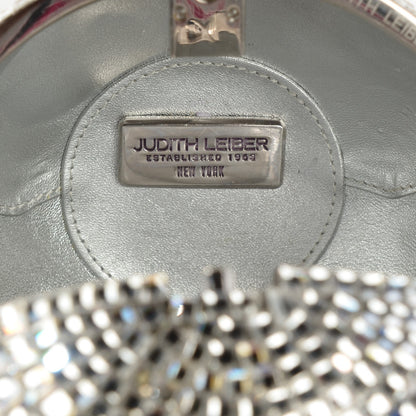 JUDITH LEIBER
ESTABLISHED 1963
NEW YORK